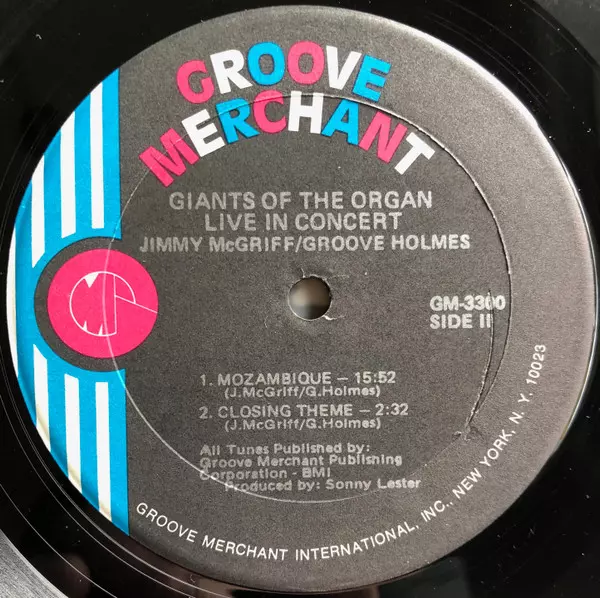 GROOVE
MERCHANT
GIANTS OF THE ORGAN
LIVE IN CONCERT
JIMMY McGRIFF/GROOVE HOLMES
GM-3300
SIDE II
1. MOZAMBIQUE – 15:52
(J.McGriff/G.Holmes)
2. CLOSING THEME – 2:32
(J.McGriff/G.Holmes)
All Tunes Published by:
Groove Merchant Publishing
Corporation - BMI
Produced by: Sonny Lester
GROOVE MERCHANT INTERNATIONAL, INC., NEW YORK, N. Y. 10023